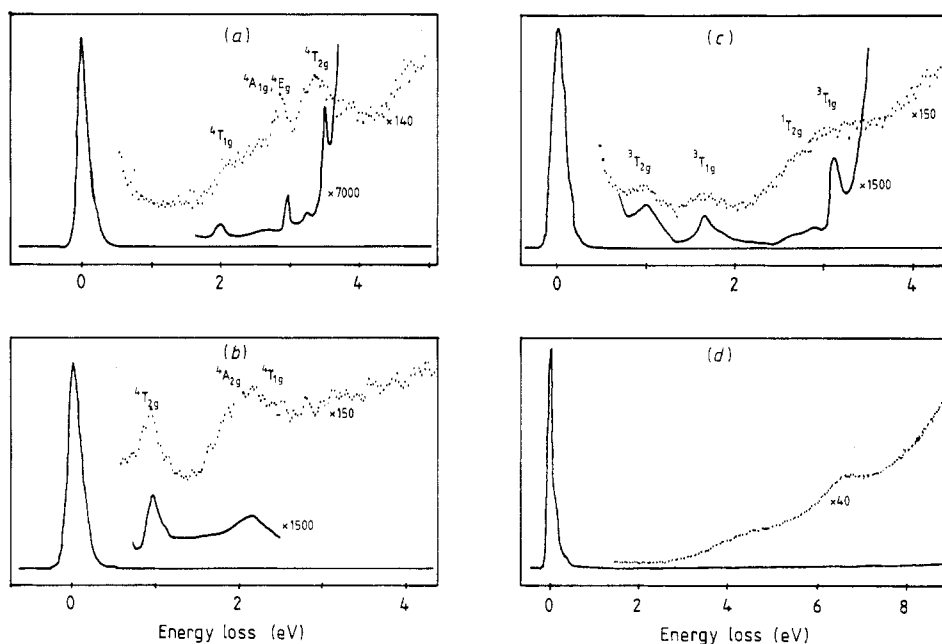 (a)
⁴T₁g
⁴A₁g
⁴Eg
⁴T₂g
×140
×7000
0 2 4
(c)
³T₂g
³T₁g
¹T₂g
³T₁g
×150
×1500
0 2 4
(b)
⁴T₂g
⁴A₂g
⁴T₁g
×150
×1500
0 2 4
Energy loss (eV)
(d)
×40
0 2 4 6 8
Energy loss (eV)